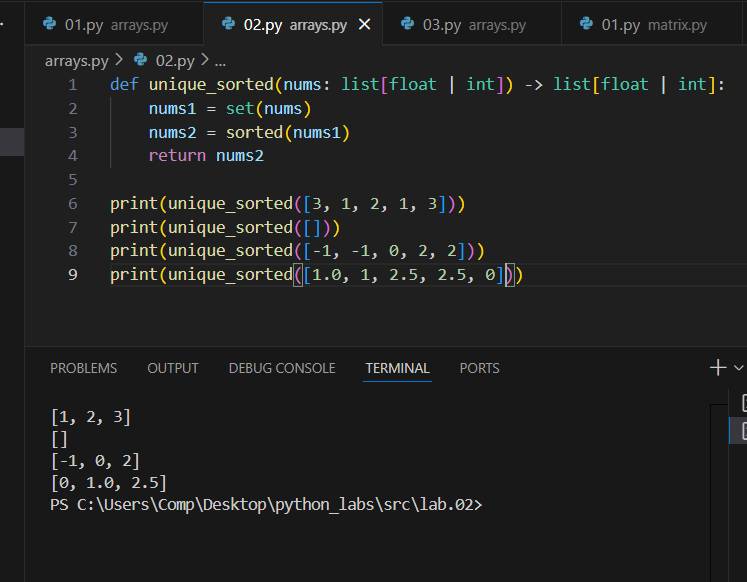 01.py arrays.py 02.py arrays.py 03.py arrays.py 01.py matrix.py
arrays.py > 02.py > ...
1 def unique_sorted(nums: list[float | int]) -> list[float | int]:
2     nums1 = set(nums)
3     nums2 = sorted(nums1)
4     return nums2
5
6 print(unique_sorted([3, 1, 2, 1, 3]))
7 print(unique_sorted([]))
8 print(unique_sorted([-1, -1, 0, 2, 2]))
9 print(unique_sorted([1.0, 1, 2.5, 2.5, 0]))
PROBLEMS OUTPUT DEBUG CONSOLE TERMINAL PORTS
[1, 2, 3]
[]
[-1, 0, 2]
[0, 1.0, 2.5]
PS C:\Users\Comp\Desktop\python_labs\src\lab.02>